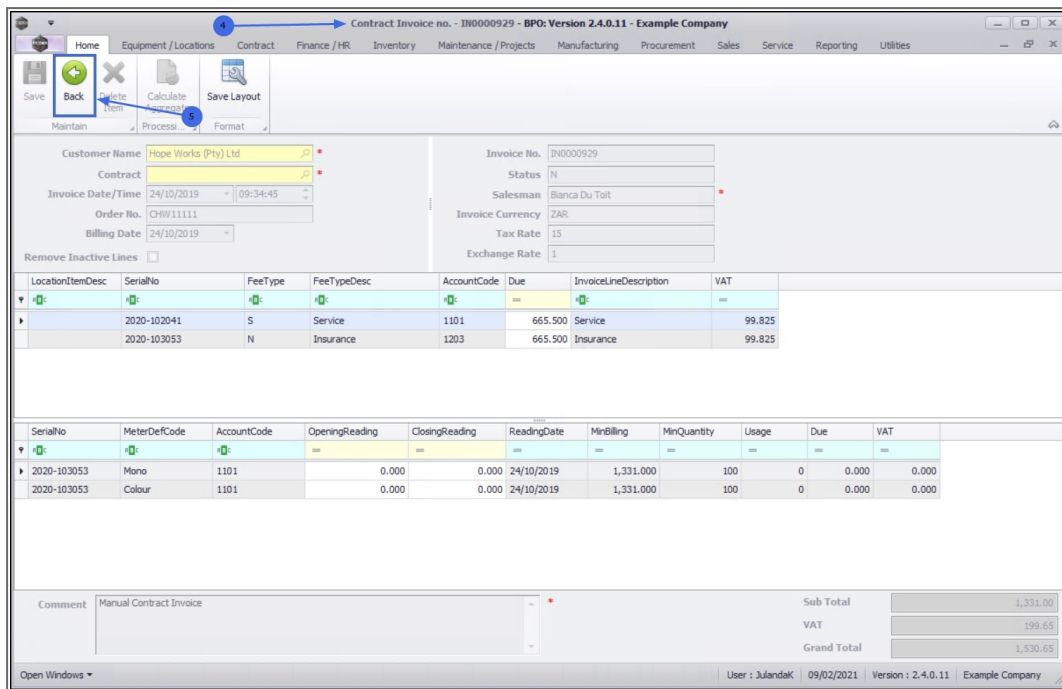 4
Contract Invoice no. - IN0000929 - BPO: Version 2.4.0.11 - Example Company
Home Equipment / Locations Contract Finance / HR Inventory Maintenance / Projects Manufacturing Procurement Sales Service Reporting Utilities
Save Back Delete Item Calculate Aggregate Save Layout
5
Maintain Processi... Format
Customer Name Hope Works (Pty) Ltd * Invoice No. IN0000929
Contract * Status N
Invoice Date/Time 24/10/2019 09:34:45 Salesman Bianca Du Toit *
Order No. CHW11111 Invoice Currency ZAR
Billing Date 24/10/2019 Tax Rate 15
Remove Inactive Lines Exchange Rate 1
LocationItemDesc SerialNo FeeType FeeTypeDesc AccountCode Due InvoiceLineDescription VAT
2020-102041 S Service 1101 665.500 Service 99.825
2020-103053 N Insurance 1203 665.500 Insurance 99.825
SerialNo MeterDefCode AccountCode OpeningReading ClosingReading ReadingDate MinBilling MinQuantity Usage Due VAT
2020-103053 Mono 1101 0.000 0.000 24/10/2019 1,331.000 100 0 0.000 0.000
2020-103053 Colour 1101 0.000 0.000 24/10/2019 1,331.000 100 0 0.000 0.000
Comment Manual Contract Invoice * Sub Total 1,331.00
VAT 199.65
Grand Total 1,530.65
Open Windows User : JulandaK 09/02/2021 Version : 2.4.0.11 Example Company